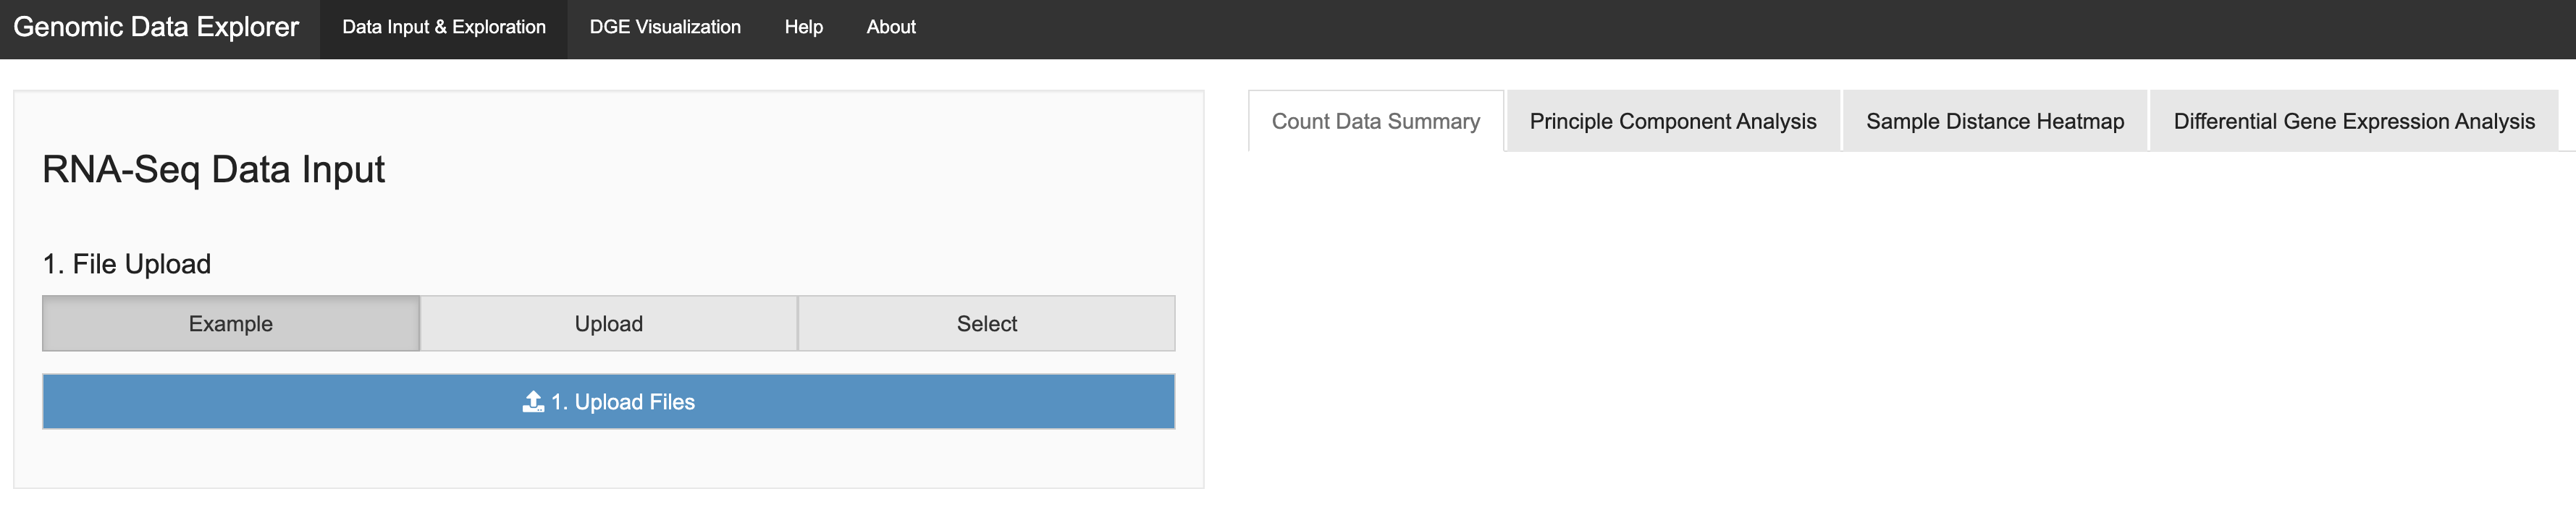 Genomic Data Explorer Data Input & Exploration DGE Visualization Help About
RNA-Seq Data Input
1. File Upload
Example Upload Select
1. Upload Files
Count Data Summary Principle Component Analysis Sample Distance Heatmap Differential Gene Expression Analysis